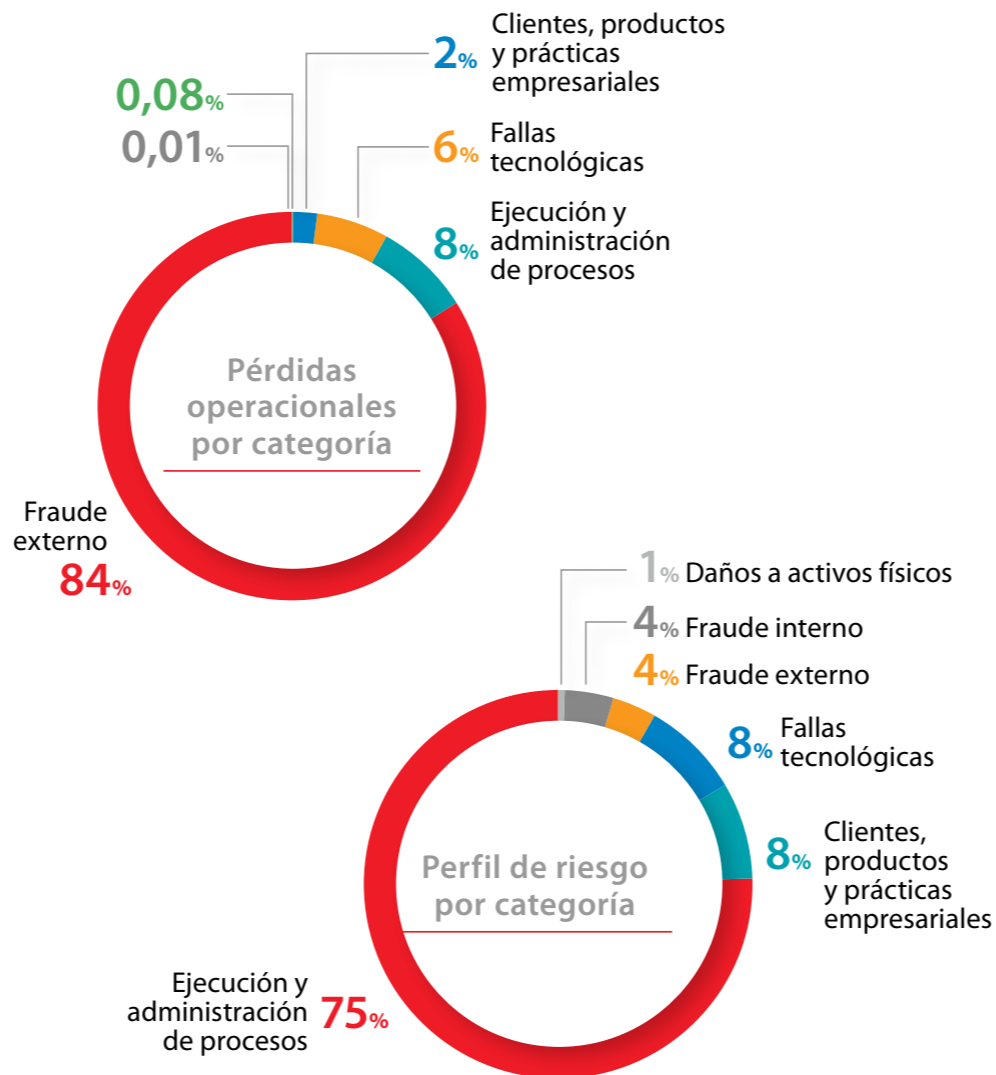 2% Clientes, productos
y prácticas
empresariales
0,08%
0,01%
6% Fallas
tecnológicas
8% Ejecución y
administración
de procesos
Pérdidas
operacionales
por categoría
Fraude
externo
84%
1% Daños a activos físicos
4% Fraude interno
4% Fraude externo
8% Fallas
tecnológicas
8% Clientes,
productos
y prácticas
empresariales
Perfil de riesgo
por categoría
Ejecución y
administración
de procesos
75%